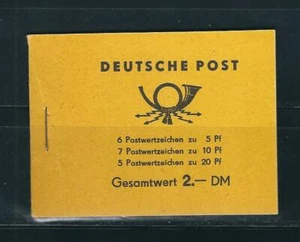 DEUTSCHE POST
6 Postwertzeichen zu 5 Pf
7 Postwertzeichen zu 10 Pf
5 Postwertzeichen zu 20 Pf
Gesamtwert 2.— DM